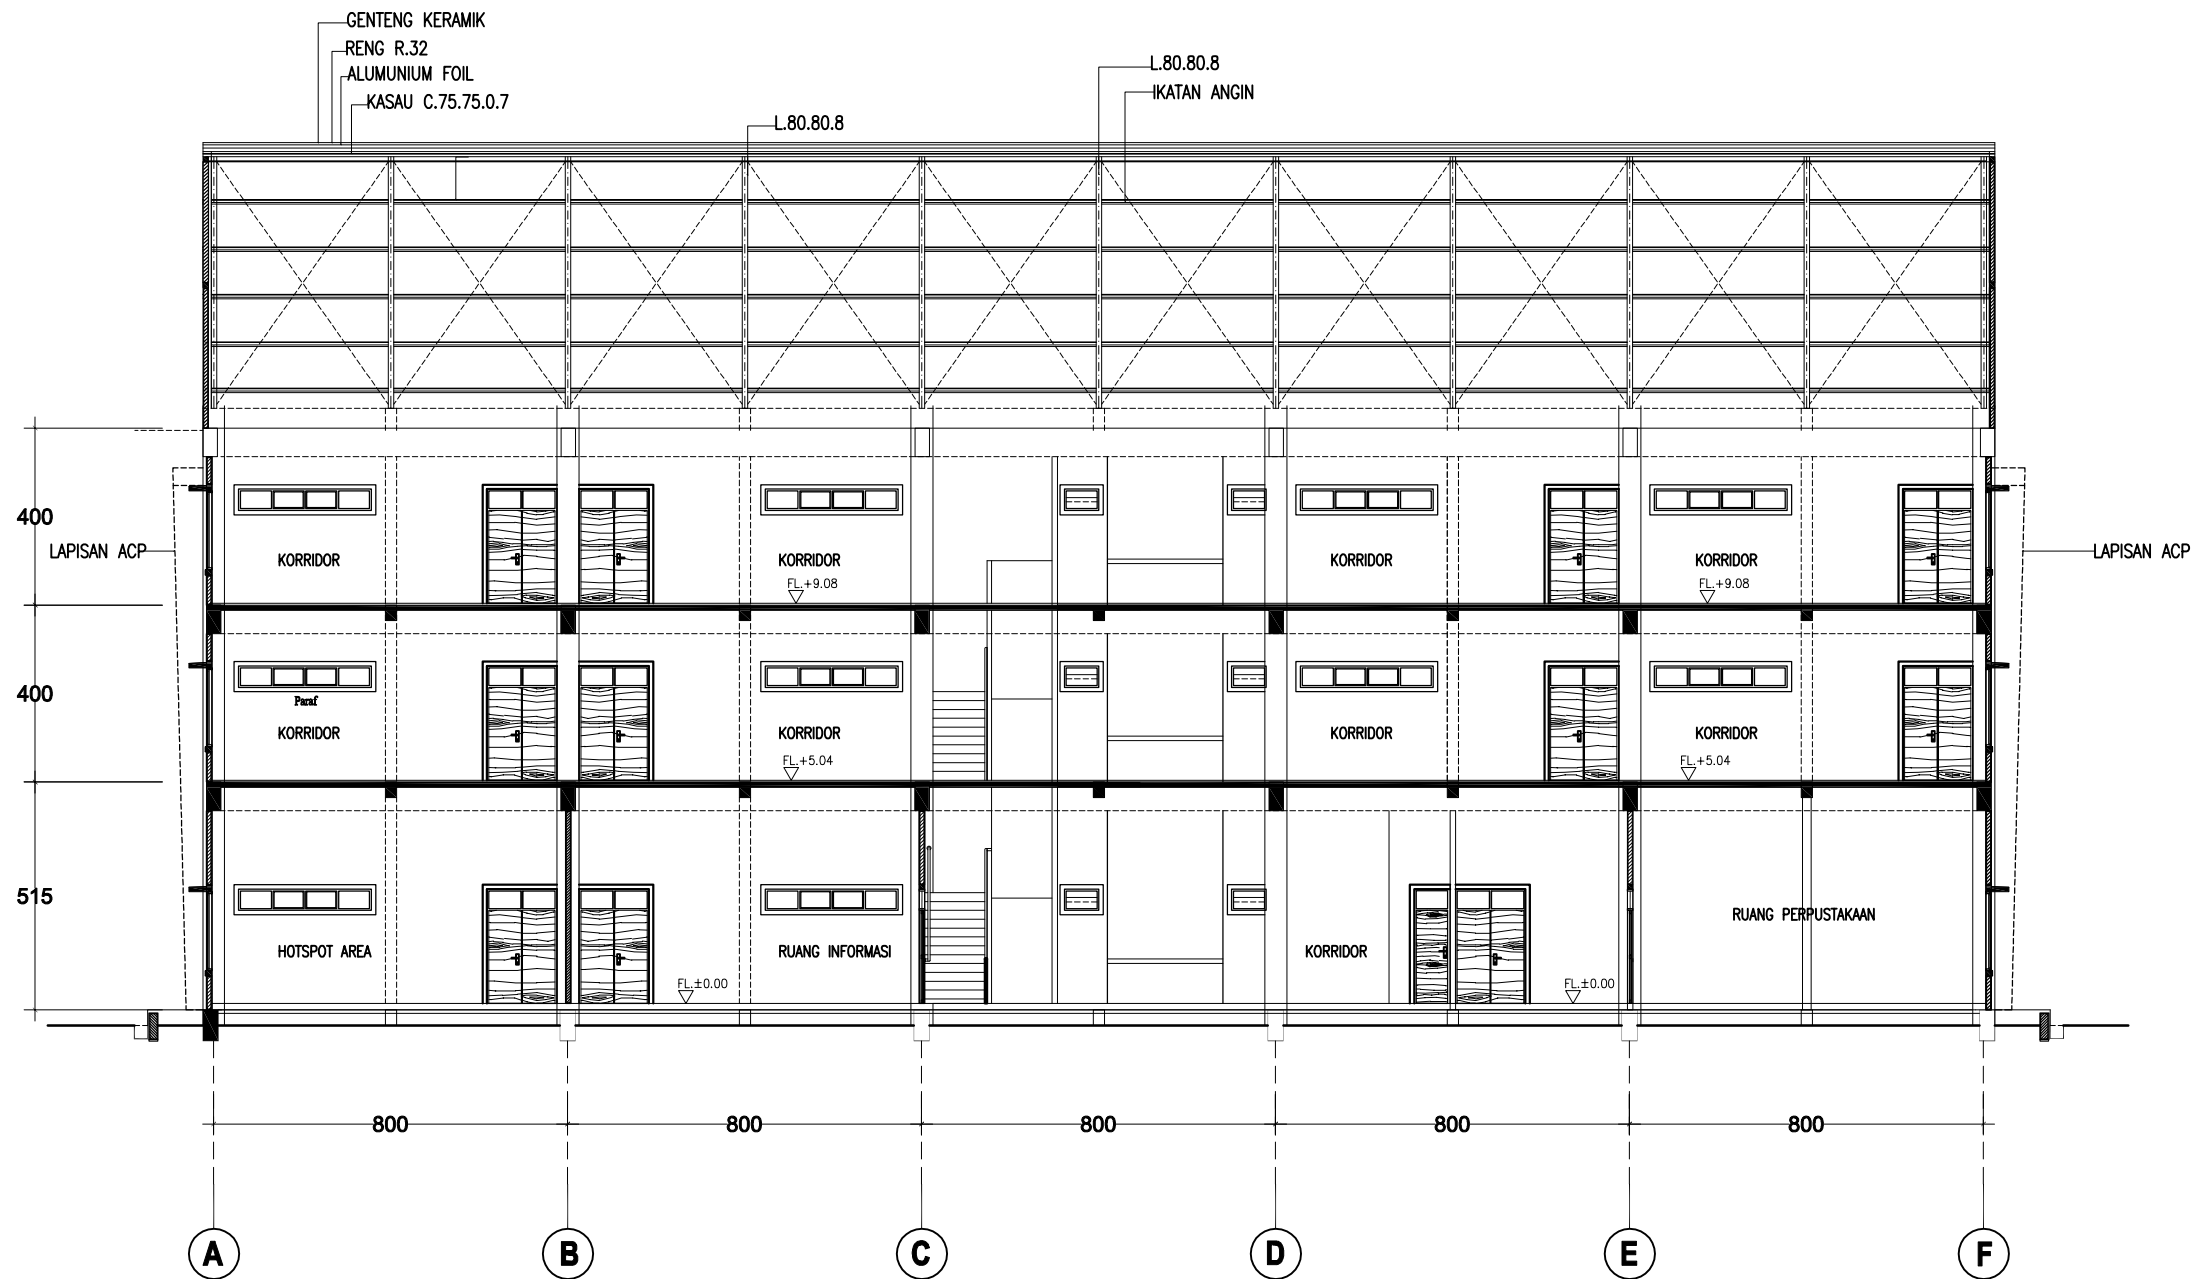 GENTENG KERAMIK
RENG R.32
ALUMUNIUM FOIL
KASAU C.75.75.0.7
L.80.80.8
L.80.80.8
IKATAN ANGIN
400
LAPISAN ACP
KORRIDOR
KORRIDOR
FL.+9.08
KORRIDOR
KORRIDOR
FL.+9.08
LAPISAN ACP
400
Paraf
KORRIDOR
KORRIDOR
FL.+5.04
KORRIDOR
KORRIDOR
FL.+5.04
515
HOTSPOT AREA
RUANG INFORMASI
FL.±0.00
KORRIDOR
FL.±0.00
RUANG PERPUSTAKAAN
800 800 800 800 800
A B C D E F